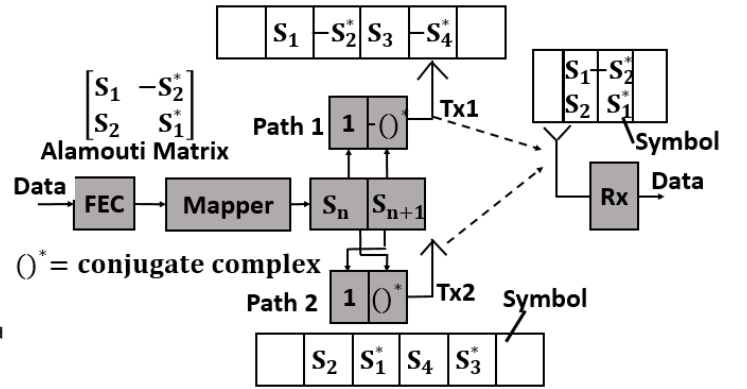 S₁ −S₂* S₃ −S₄*
[S₁ −S₂*
S₂ S₁*]
Alamouti Matrix
Path 1
1 -()*
Tx1
S₁ −S₂*
S₂ S₁*
Symbol
Data
FEC
Mapper
Sₙ Sₙ₊₁
Rx
Data
()* = conjugate complex
Path 2
1 ()*
Tx2
Symbol
S₂ S₁* S₄ S₃*